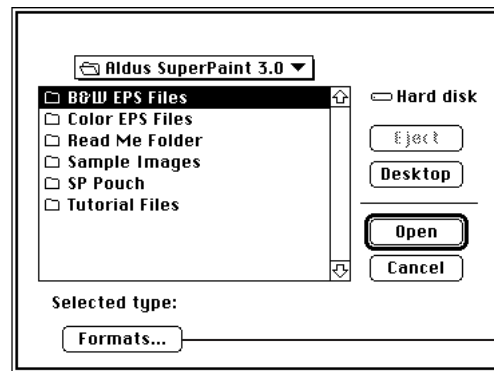 Aldus SuperPaint 3.0
B&W EPS Files
Color EPS Files
Read Me Folder
Sample Images
SP Pouch
Tutorial Files
Hard disk
Eject
Desktop
Open
Cancel
Selected type:
Formats...